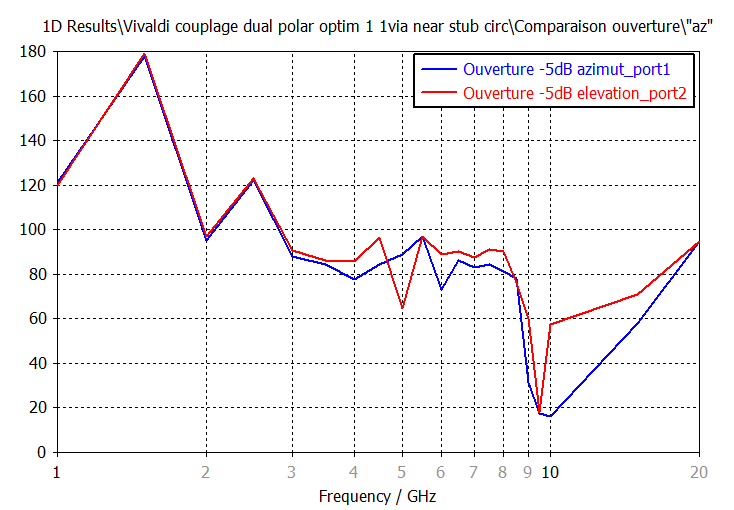 1D Results\Vivaldi couplage dual polar optim 1 1via near stub circ\Comparaison ouverture\"az"
Ouverture -5dB azimut_port1
Ouverture -5dB elevation_port2
180
160
140
120
100
80
60
40
20
0
1 2 3 4 5 6 7 8 9 10 20
Frequency / GHz